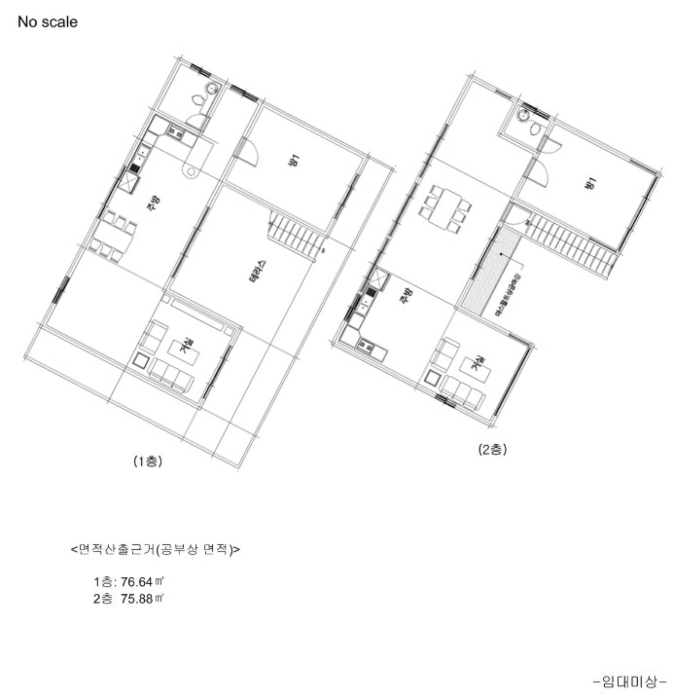 No scale
방1
주방
테라스
거실
방1
주방
거실
(1층)
(2층)
<면적산출근거(공부상 면적)>
1층: 76.64㎡
2층 75.88㎡
-임대미상-